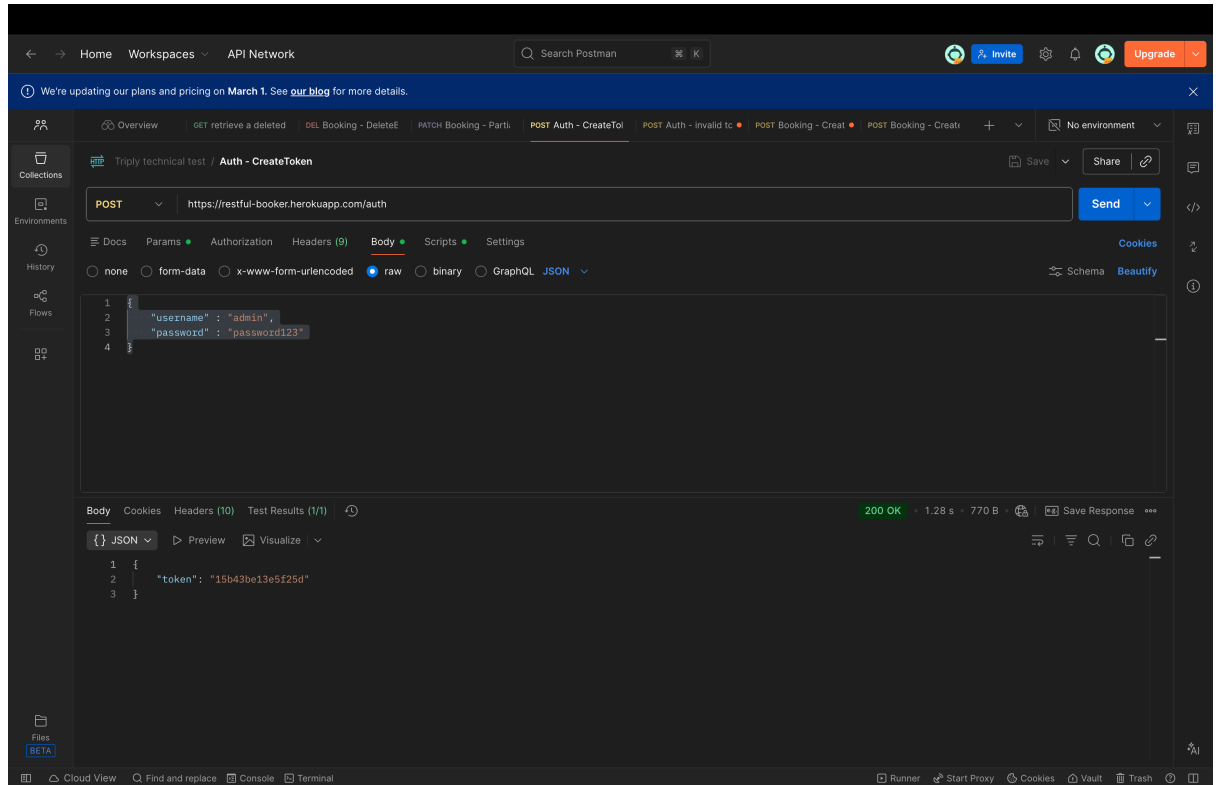 Home Workspaces API Network Search Postman ⌘ K Invite Upgrade
We're updating our plans and pricing on March 1. See our blog for more details.
Overview GET retrieve a deleted DEL Booking - DeleteB PATCH Booking - Parti POST Auth - CreateTol POST Auth - invalid tc POST Booking - Creat POST Booking - Create No environment
HTTP Triply technical test / Auth - CreateToken Save Share
Collections
POST https://restful-booker.herokuapp.com/auth Send
Environments
Docs Params Authorization Headers (9) Body Scripts Settings Cookies
History
none form-data x-www-form-urlencoded raw binary GraphQL JSON Schema Beautify
Flows
1 {
2 "username" : "admin",
3 "password" : "password123"
4 }
Body Cookies Headers (10) Test Results (1/1) 200 OK 1.28 s 770 B e.g. Save Response
{} JSON Preview Visualize
1 {
2 "token": "15b43be13e5f25d"
3 }
Files
BETA
AI
Cloud View Find and replace Console Terminal Runner Start Proxy Cookies Vault Trash